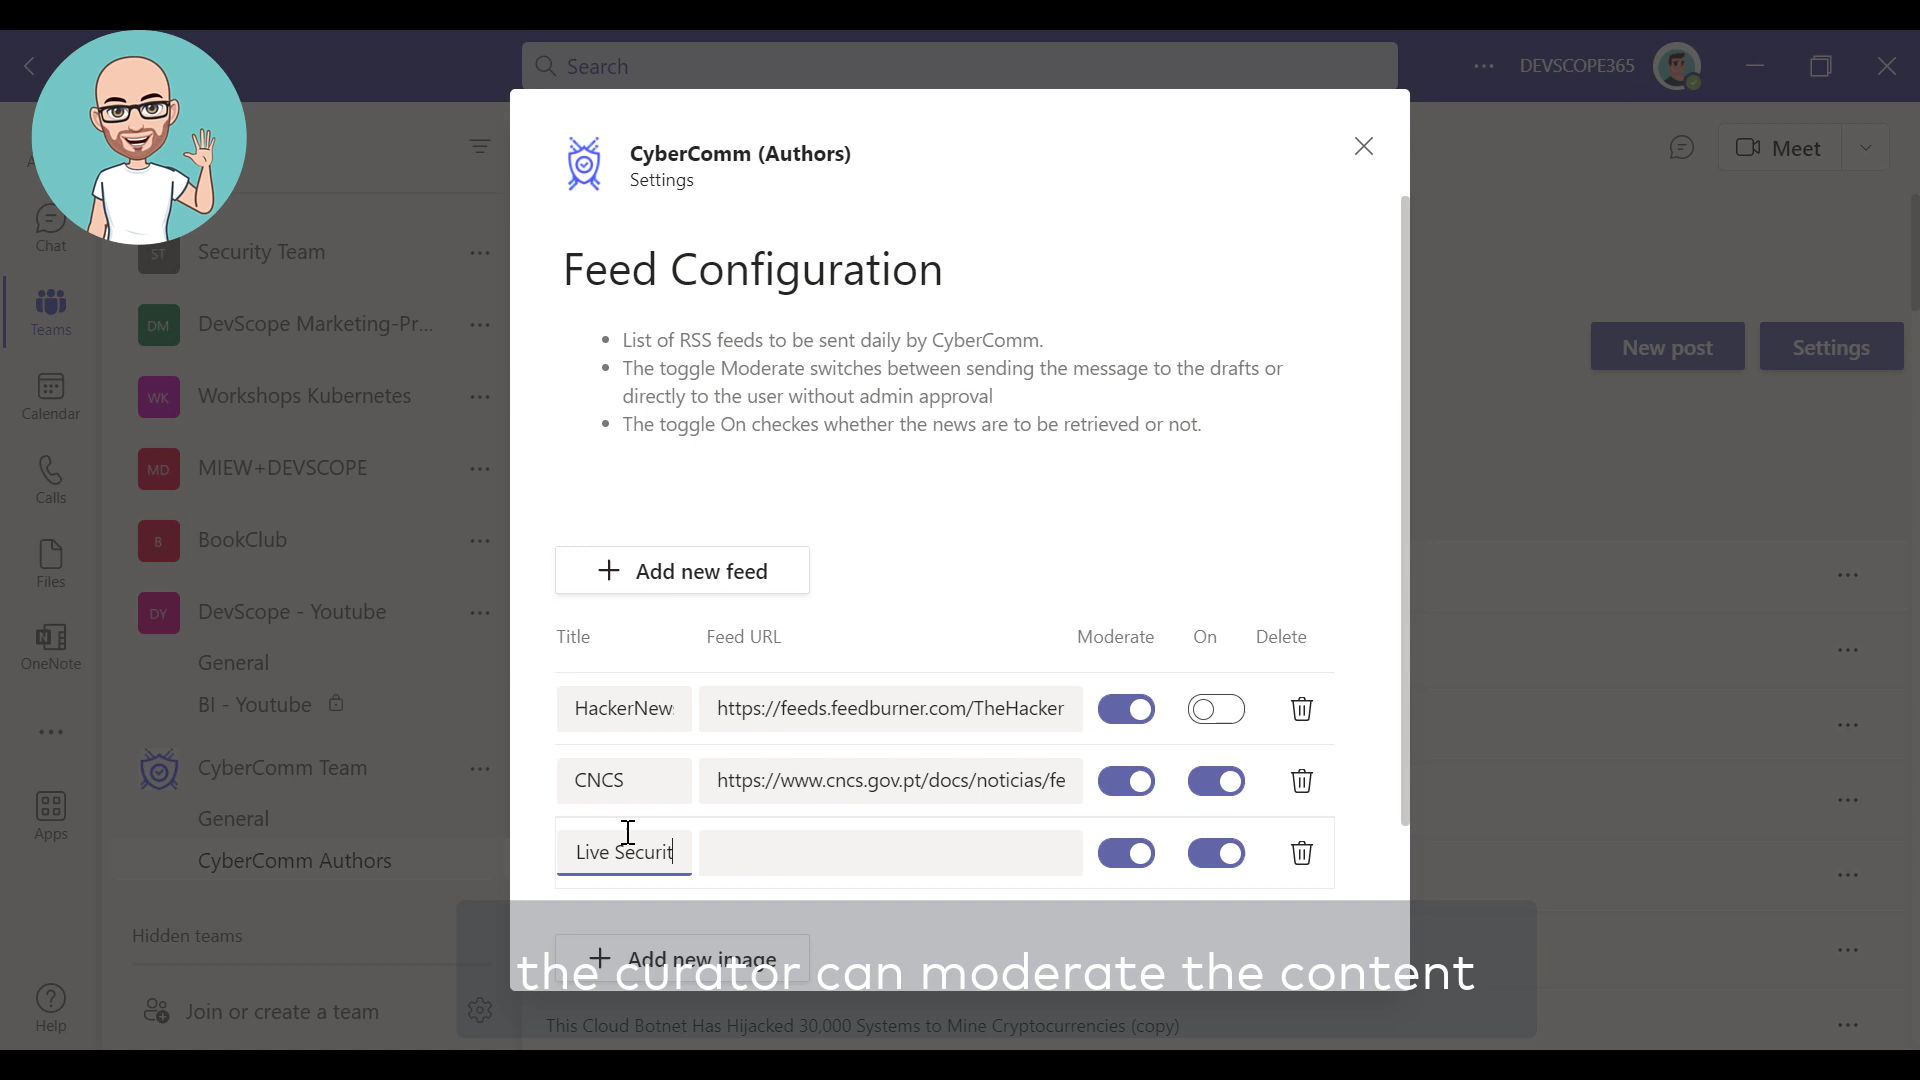 Search
DEVSCOPE365
CyberComm (Authors)
Settings
Meet
Chat
Security Team
ST
Feed Configuration
Teams
DM
DevScope Marketing-Pr...
List of RSS feeds to be sent daily by CyberComm.
The toggle Moderate switches between sending the message to the drafts or
directly to the user without admin approval
The toggle On checkes whether the news are to be retrieved or not.
New post
Settings
Calendar
WK
Workshops Kubernetes
MD
MIEW+DEVSCOPE
Calls
B
BookClub
Files
Add new feed
DY
DevScope - Youtube
General
BI - Youtube
OneNote
Title
Feed URL
Moderate
On
Delete
HackerNews
https://feeds.feedburner.com/TheHacker
CyberComm Team
General
CyberComm Authors
Apps
CNCS
https://www.cncs.gov.pt/docs/noticias/fe
Live Securit
Hidden teams
Add new image
the curator can moderate the content
Join or create a team
Help
This Cloud Botnet Has Hijacked 30,000 Systems to Mine Cryptocurrencies (copy)